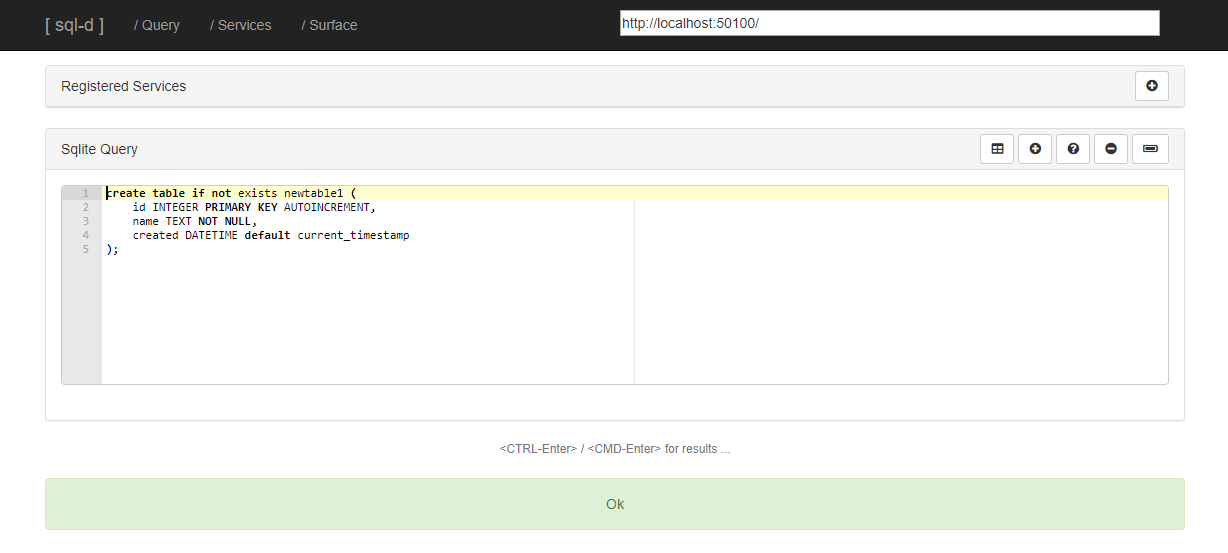 [ sql-d ] / Query / Services / Surface http://localhost:50100/
Registered Services
Sqlite Query
1 create table if not exists newtable1 (
2 id INTEGER PRIMARY KEY AUTOINCREMENT,
3 name TEXT NOT NULL,
4 created DATETIME default current_timestamp
5 );
<CTRL-Enter> / <CMD-Enter> for results ...
Ok